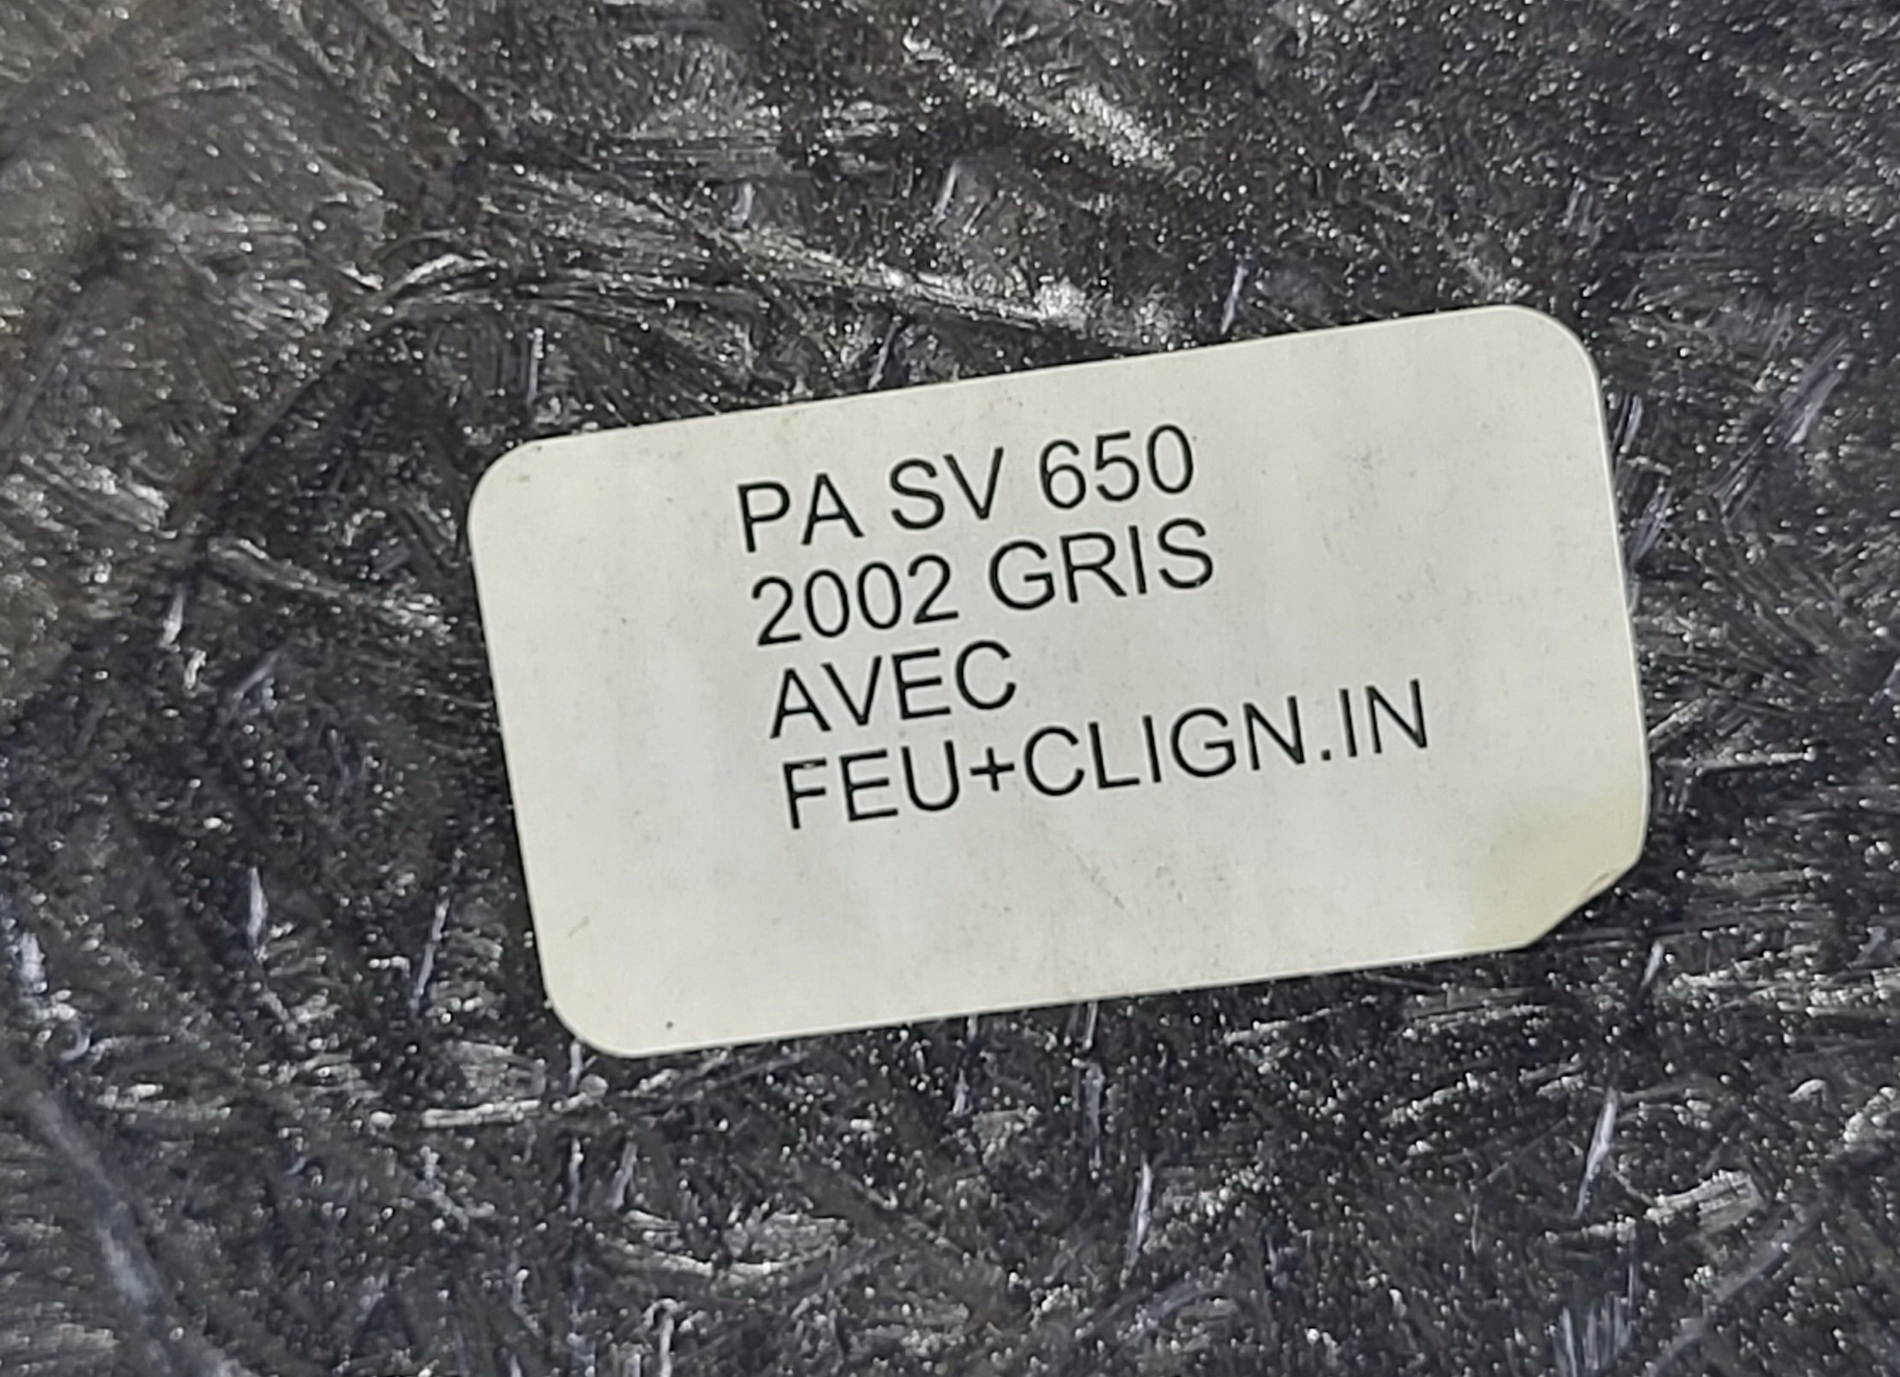 PA SV 650
2002 GRIS
AVEC
FEU+CLIGN.IN